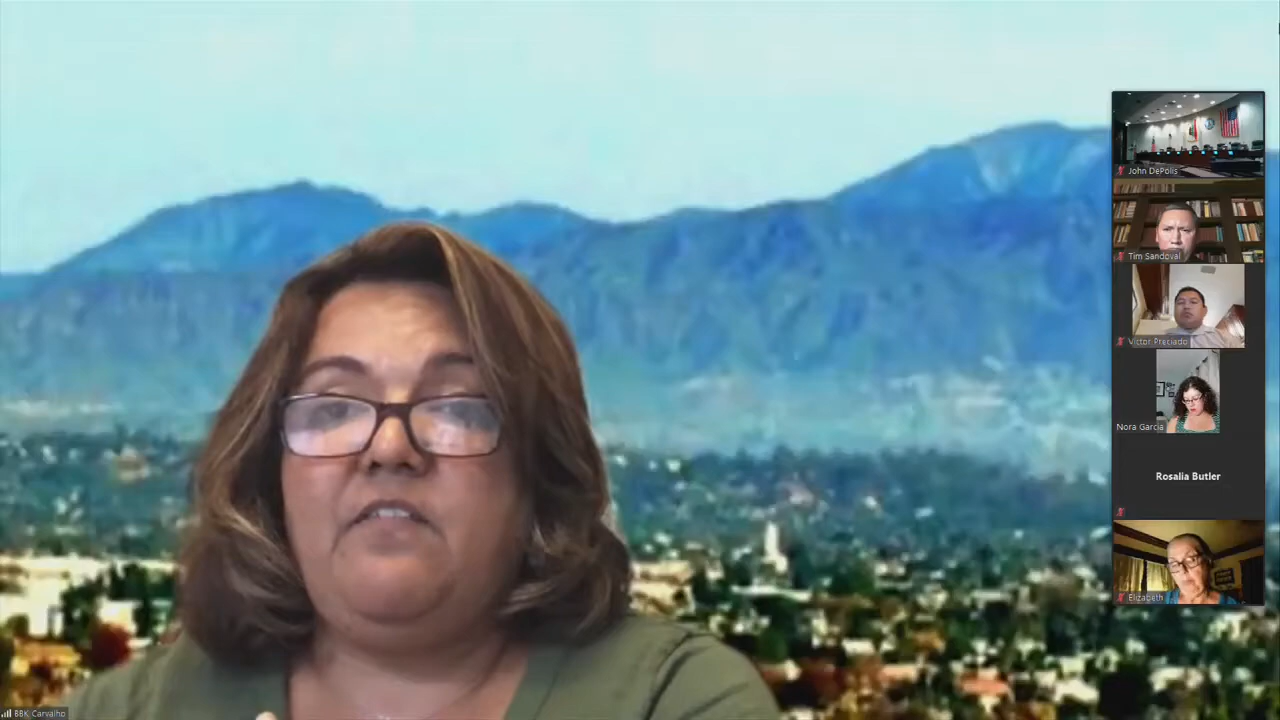 John DePolis
Tim Sandoval
Victor Preciado
Nora Garcia
Rosalia Butler
Elizabeth
BBK Carvalho